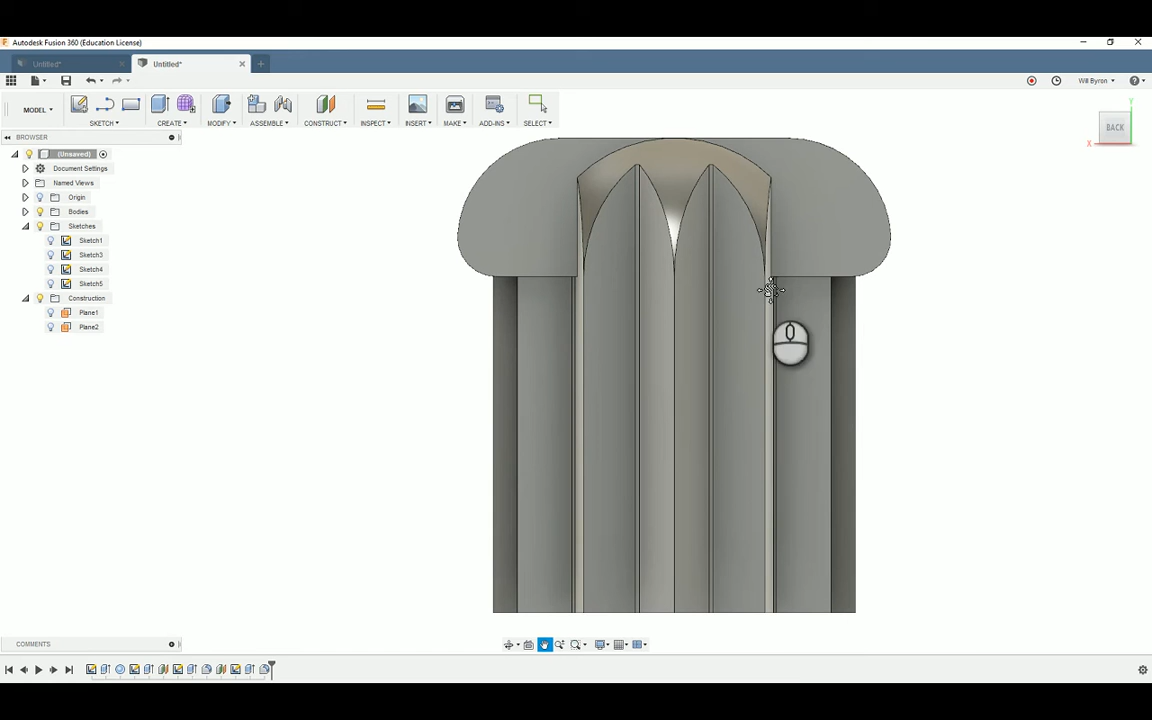 Autodesk Fusion 360 (Education License)
Untitled* Untitled*
Will Byron
MODEL SKETCH CREATE MODIFY ASSEMBLE CONSTRUCT INSPECT INSERT MAKE ADD-INS SELECT
BROWSER
(Unsaved)
Document Settings
Named Views
Origin
Bodies
Sketches
Sketch1
Sketch3
Sketch4
Sketch5
Construction
Plane1
Plane2
Y
BACK
X
COMMENTS